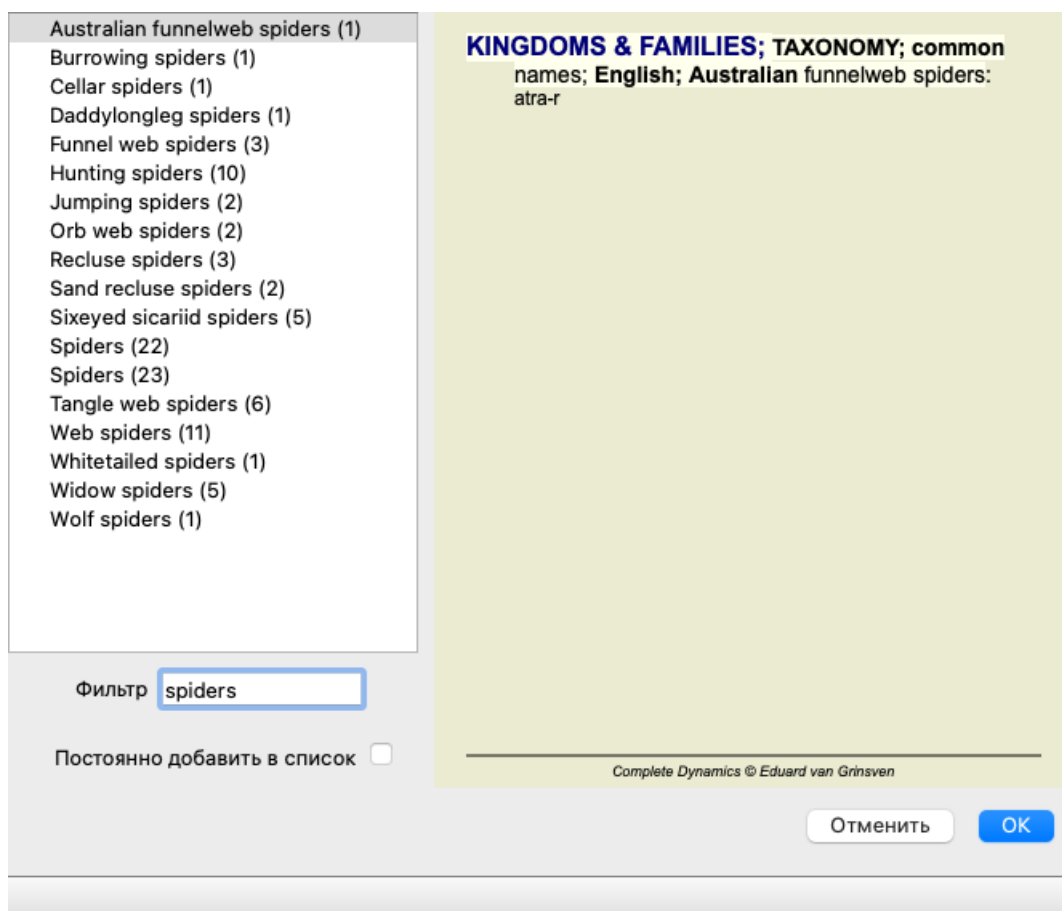 Australian funnelweb spiders (1)
Burrowing spiders (1)
Cellar spiders (1)
Daddylongleg spiders (1)
Funnel web spiders (3)
Hunting spiders (10)
Jumping spiders (2)
Orb web spiders (2)
Recluse spiders (3)
Sand recluse spiders (2)
Sixeyed sicariid spiders (5)
Spiders (22)
Spiders (23)
Tangle web spiders (6)
Web spiders (11)
Whitetailed spiders (1)
Widow spiders (5)
Wolf spiders (1)
Фильтр spiders
Постоянно добавить в список
KINGDOMS & FAMILIES; TAXONOMY; common
names; English; Australian funnelweb spiders:
atra-r
Complete Dynamics © Eduard van Grinsven
Отменить OK